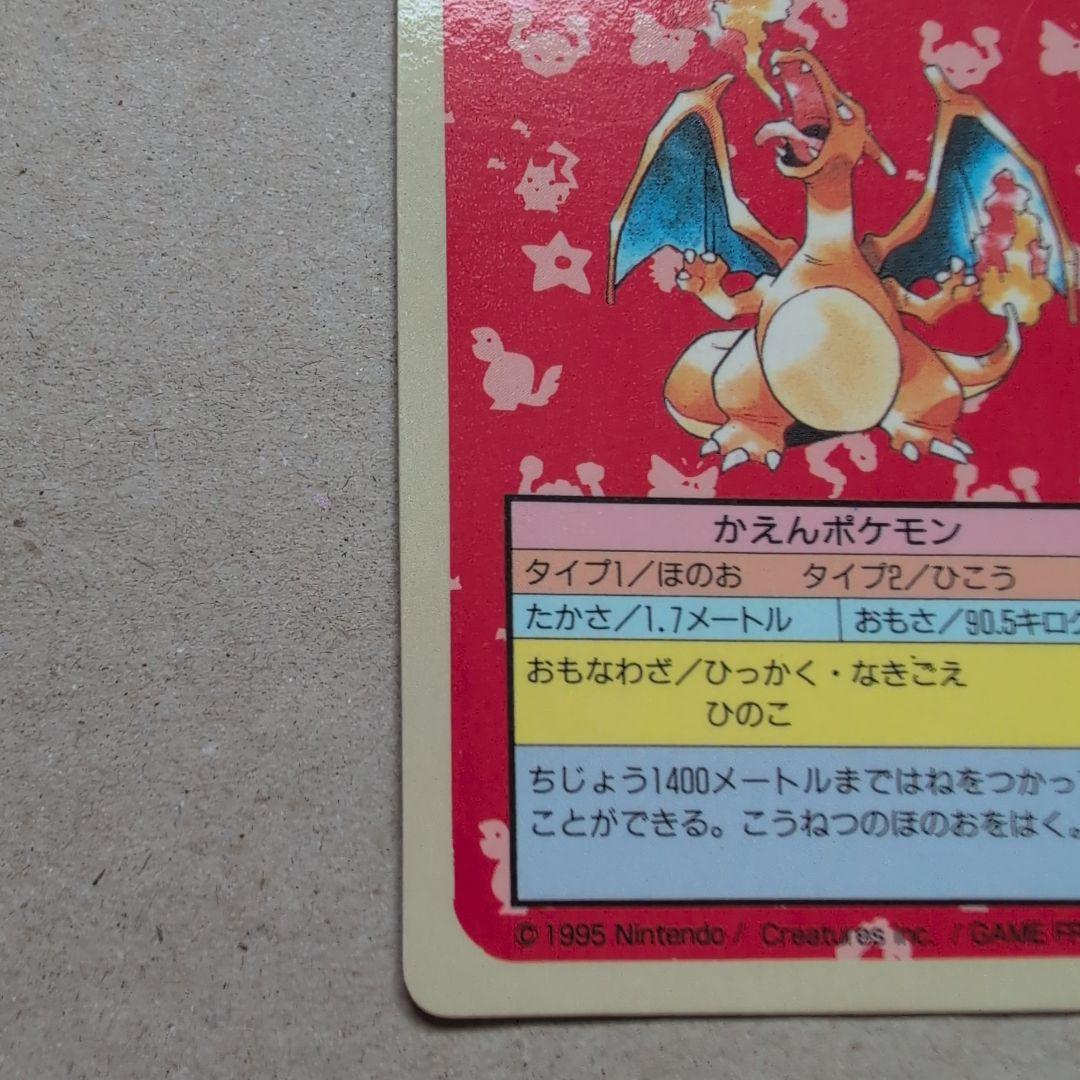 かえんポケモン
タイプ1/ほのお タイプ2/ひこう
たかさ/1.7メートル おもさ/90.5キログ
おもなわざ/ひっかく・なきごえ
ひのこ
ちじょう1400メートルまではねをつかっ
ことができる。こうねつのほのおをはく。
© 1995 Nintendo / Creatures inc. / GAME FR